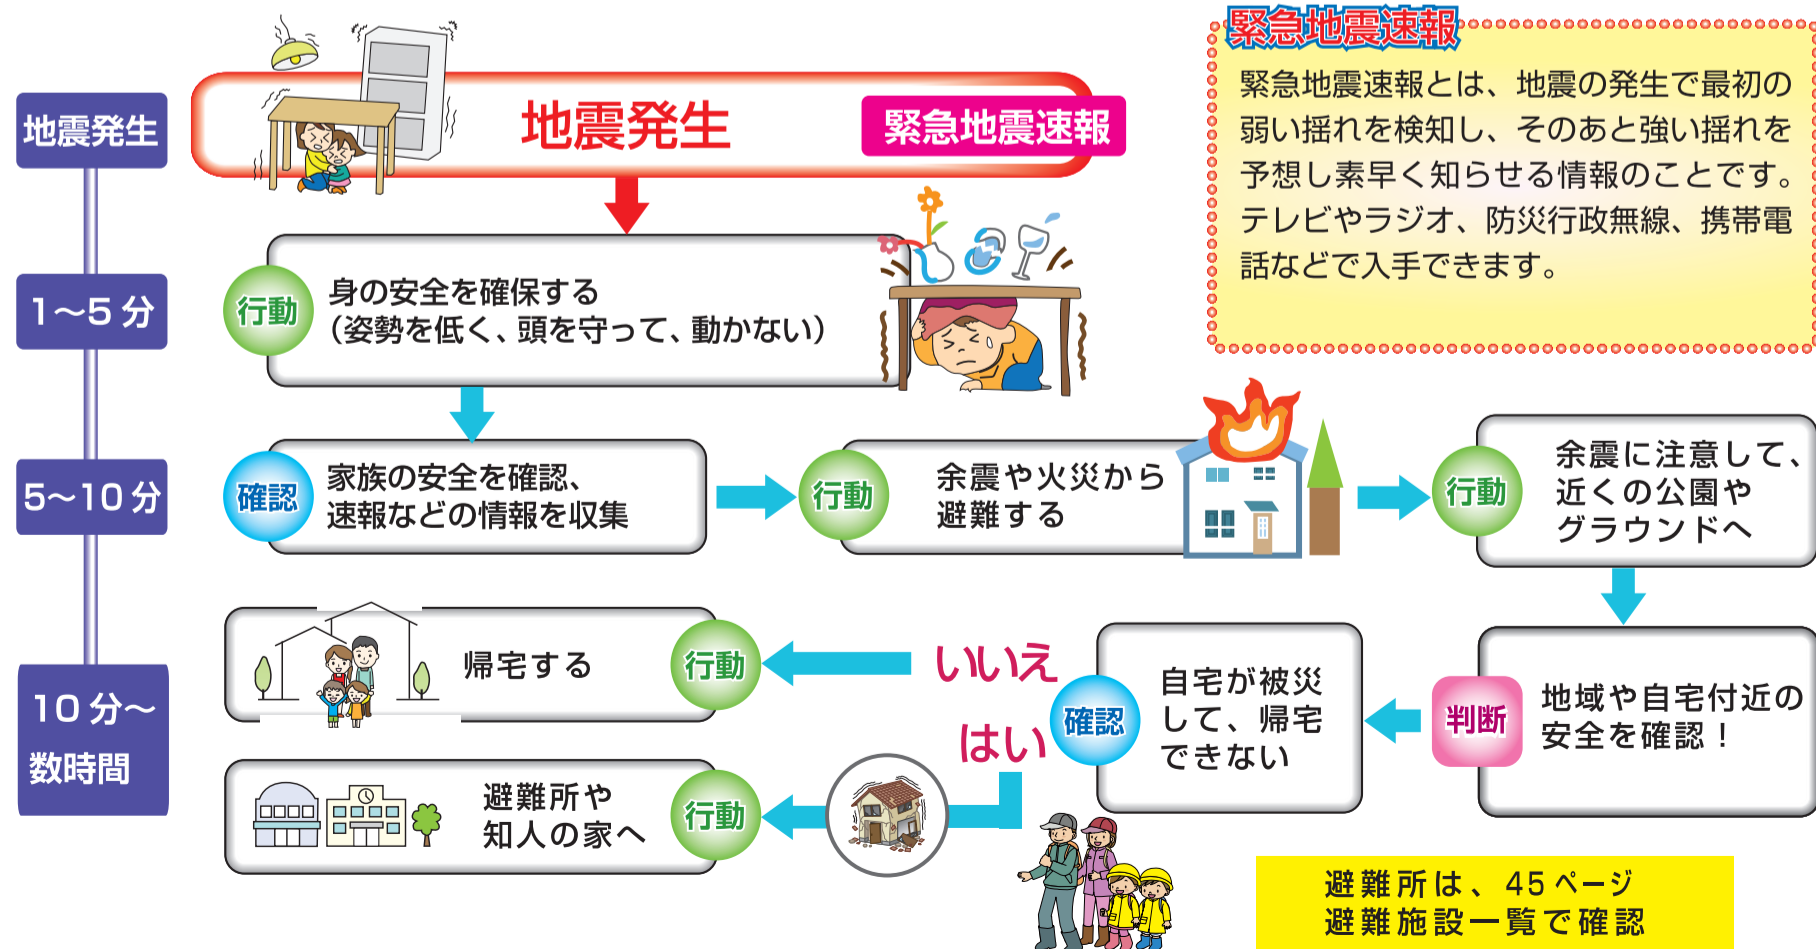 緊急地震速報
緊急地震速報とは、地震の発生で最初の
弱い揺れを検知し、そのあと強い揺れを
予想し素早く知らせる情報のことです。
テレビやラジオ、防災行政無線、携帯電
話などで入手できます。
地震発生
地震発生
緊急地震速報
1〜5分
行動
身の安全を確保する
（姿勢を低く、頭を守って、動かない）
5〜10分
確認
家族の安全を確認、
速報などの情報を収集
行動
余震や火災から
避難する
行動
余震に注意して、
近くの公園や
グラウンドへ
10分〜
数時間
判断
地域や自宅付近の
安全を確認！
確認
自宅が被災
して、帰宅
できない
いいえ
行動
帰宅する
はい
行動
避難所や
知人の家へ
避難所は、45ページ
避難施設一覧で確認